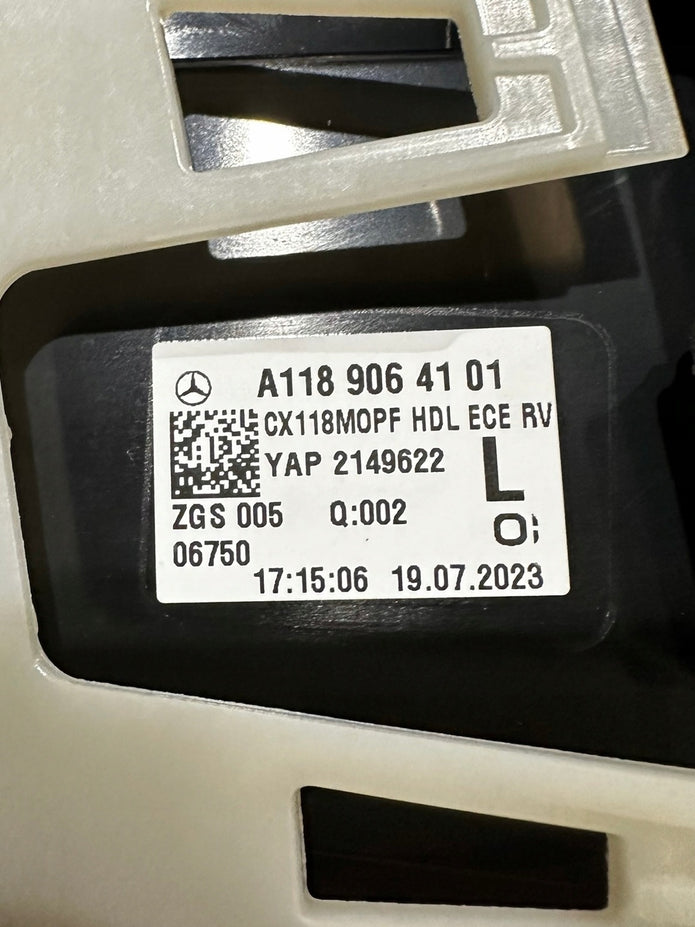 A118 906 41 01
CX118MOPF HDL ECE RV
YAP 2149622
L
ZGS 005 Q:002
O;
06750
17:15:06 19.07.2023